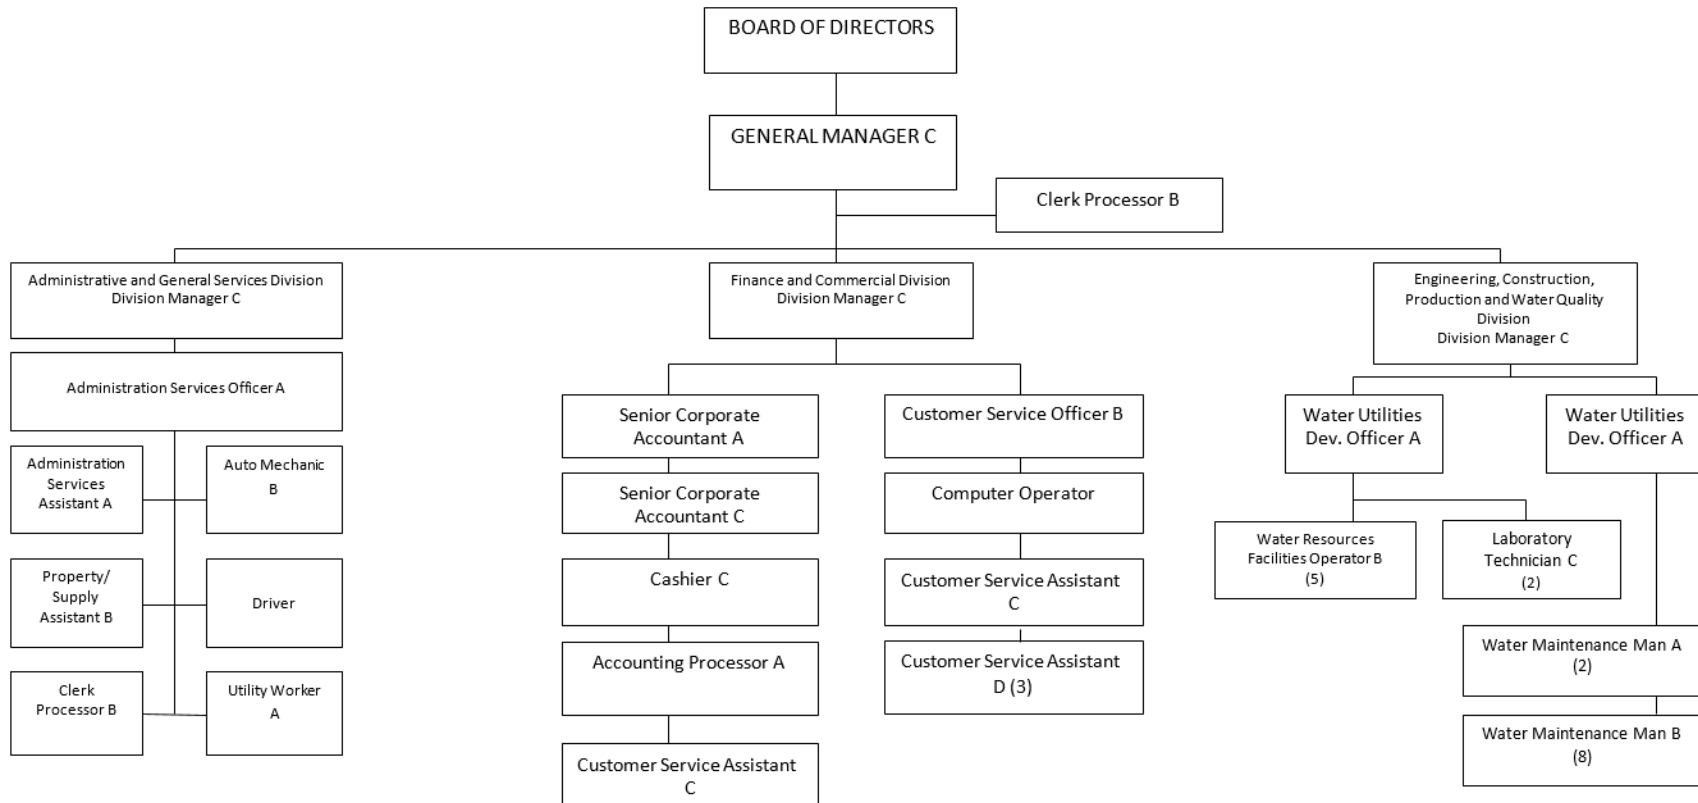 BOARD OF DIRECTORS
GENERAL MANAGER C
Clerk Processor B
Administrative and General Services Division
Division Manager C
Finance and Commercial Division
Division Manager C
Engineering, Construction,
Production and Water Quality
Division
Division Manager C
Administration Services Officer A
Administration
Services
Assistant A
Auto Mechanic
B
Property/
Supply
Assistant B
Driver
Clerk
Processor B
Utility Worker
A
Senior Corporate
Accountant A
Senior Corporate
Accountant C
Cashier C
Accounting Processor A
Customer Service Assistant
C
Customer Service Officer B
Computer Operator
Customer Service Assistant
C
Customer Service Assistant
D (3)
Water Utilities
Dev. Officer A
Water Resources
Facilities Operator B
(5)
Laboratory
Technician C
(2)
Water Utilities
Dev. Officer A
Water Maintenance Man A
(2)
Water Maintenance Man B
(8)